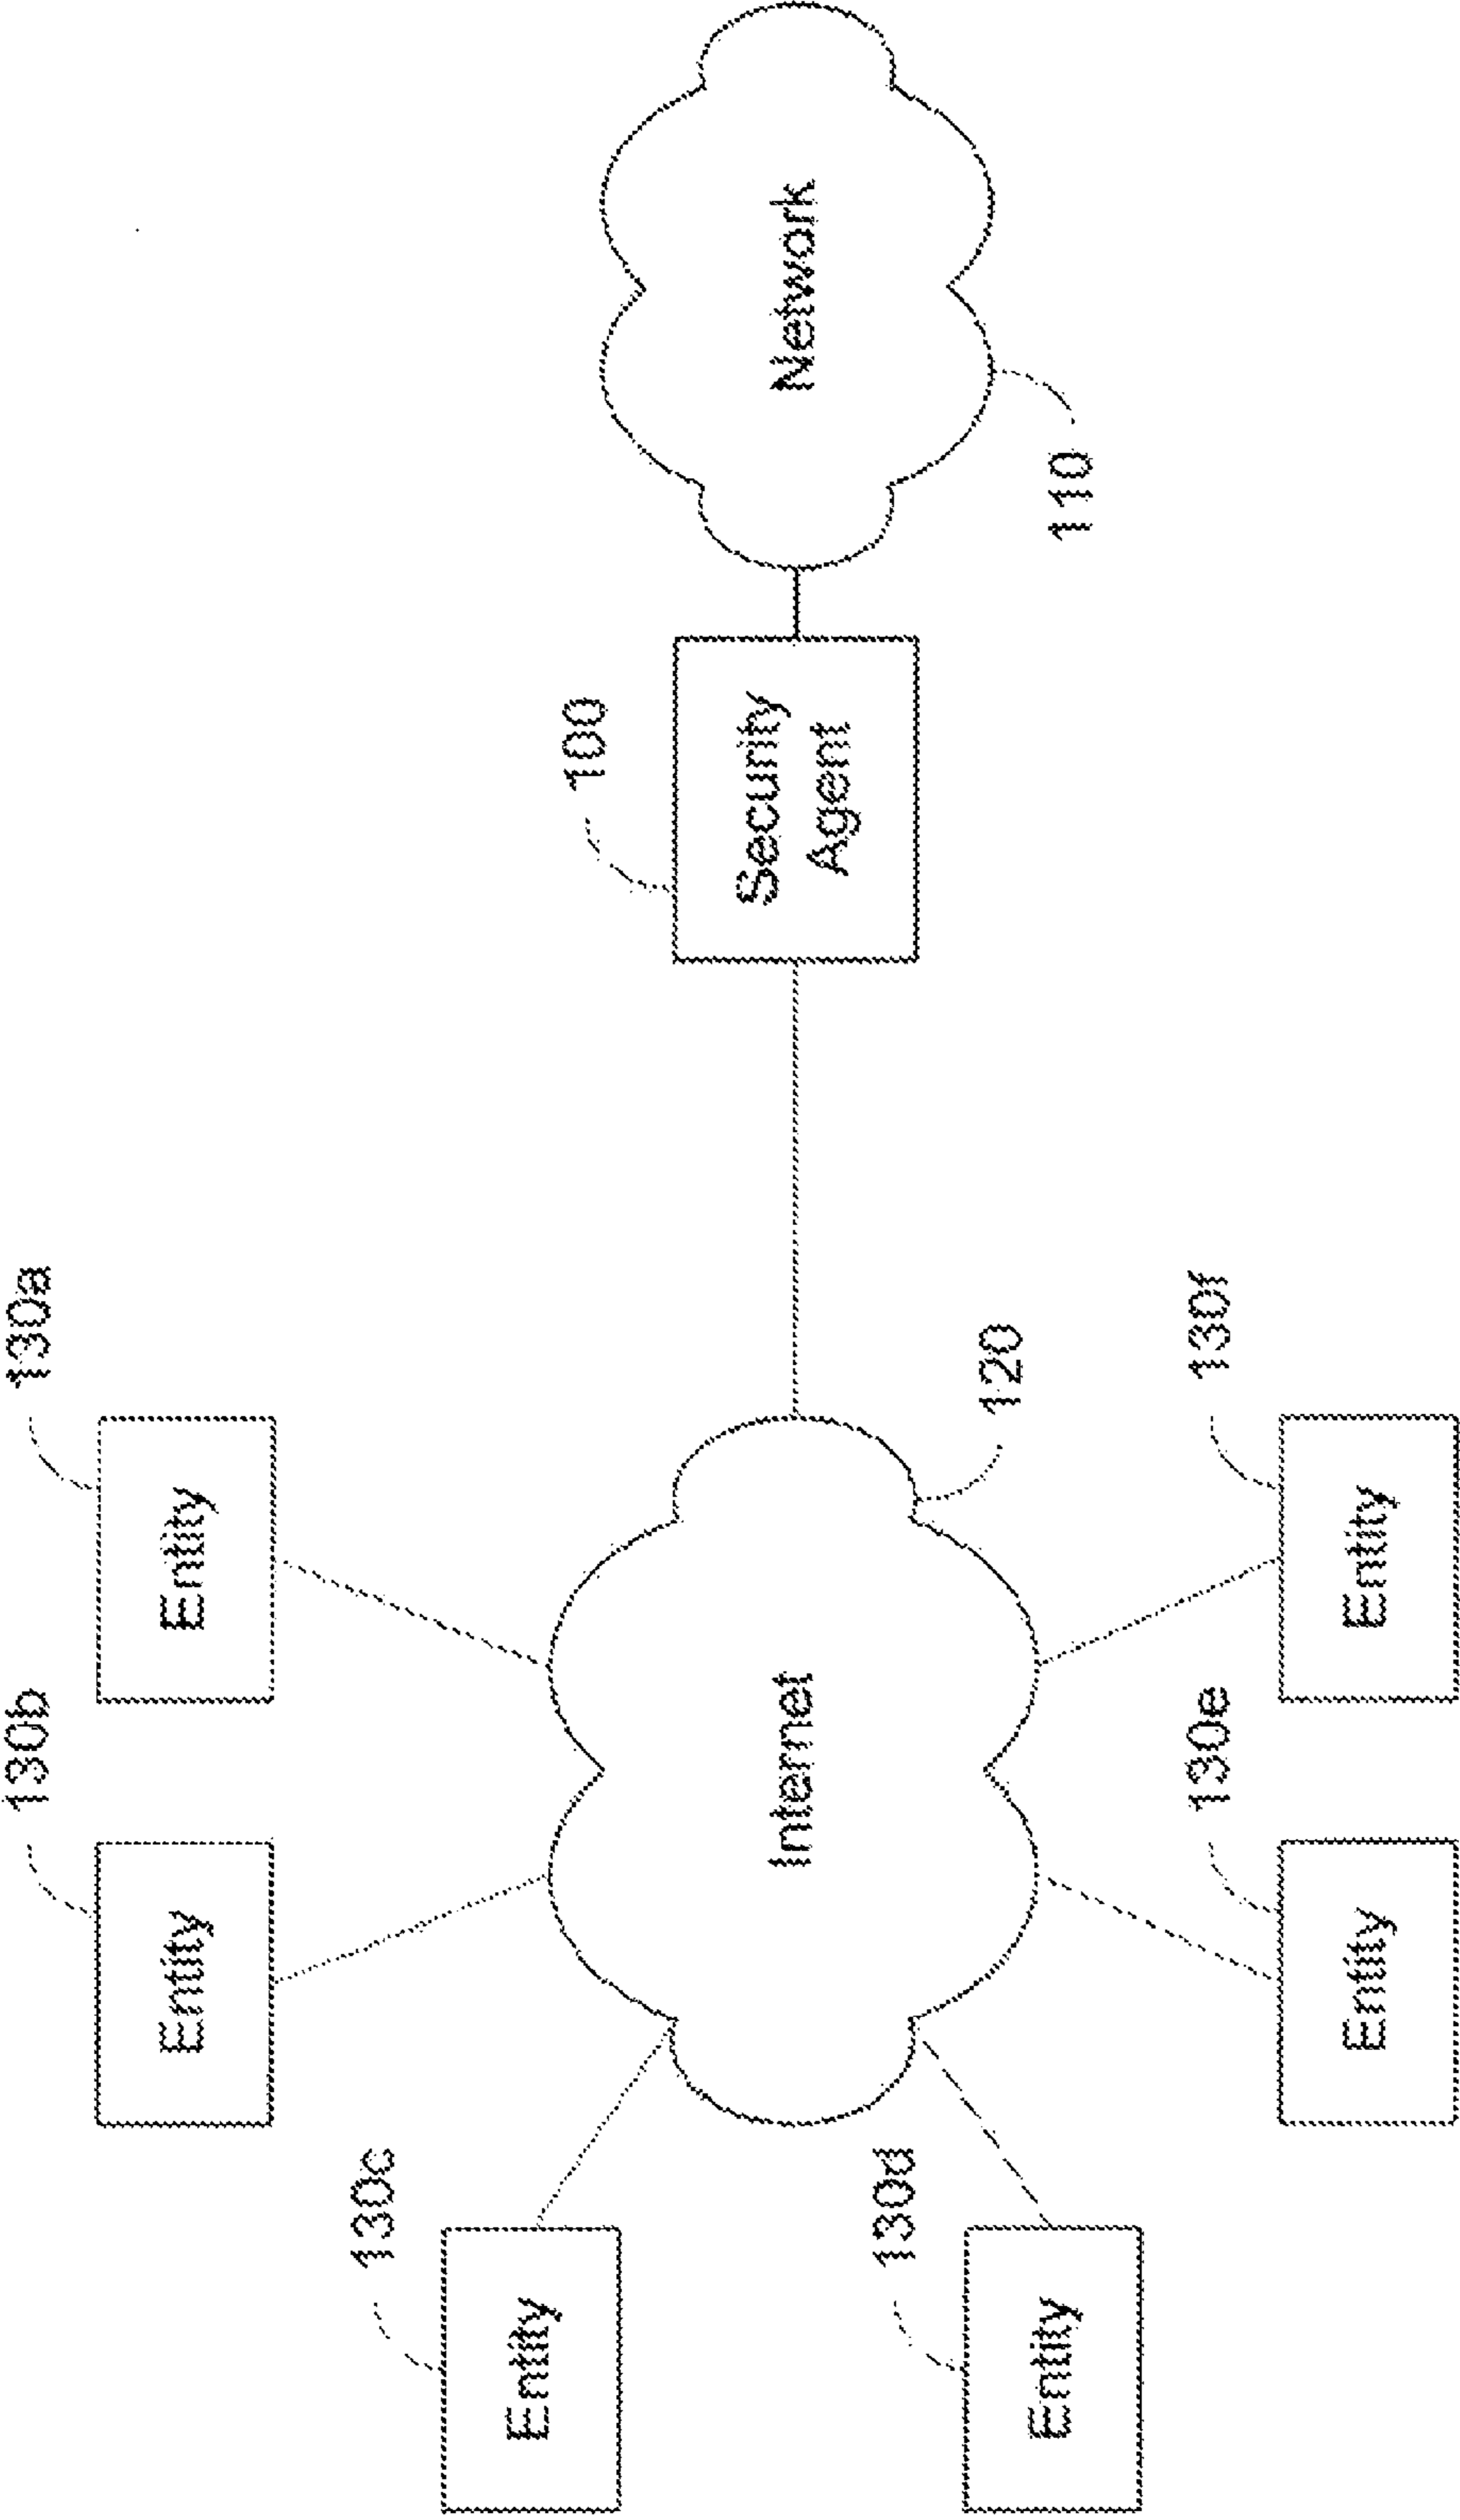 130b
130a
Entity
Entity
130c
Entity
100
Security
Agent
Internet
Network
130d
120
Entity
110
130e
130f
Entity
Entity